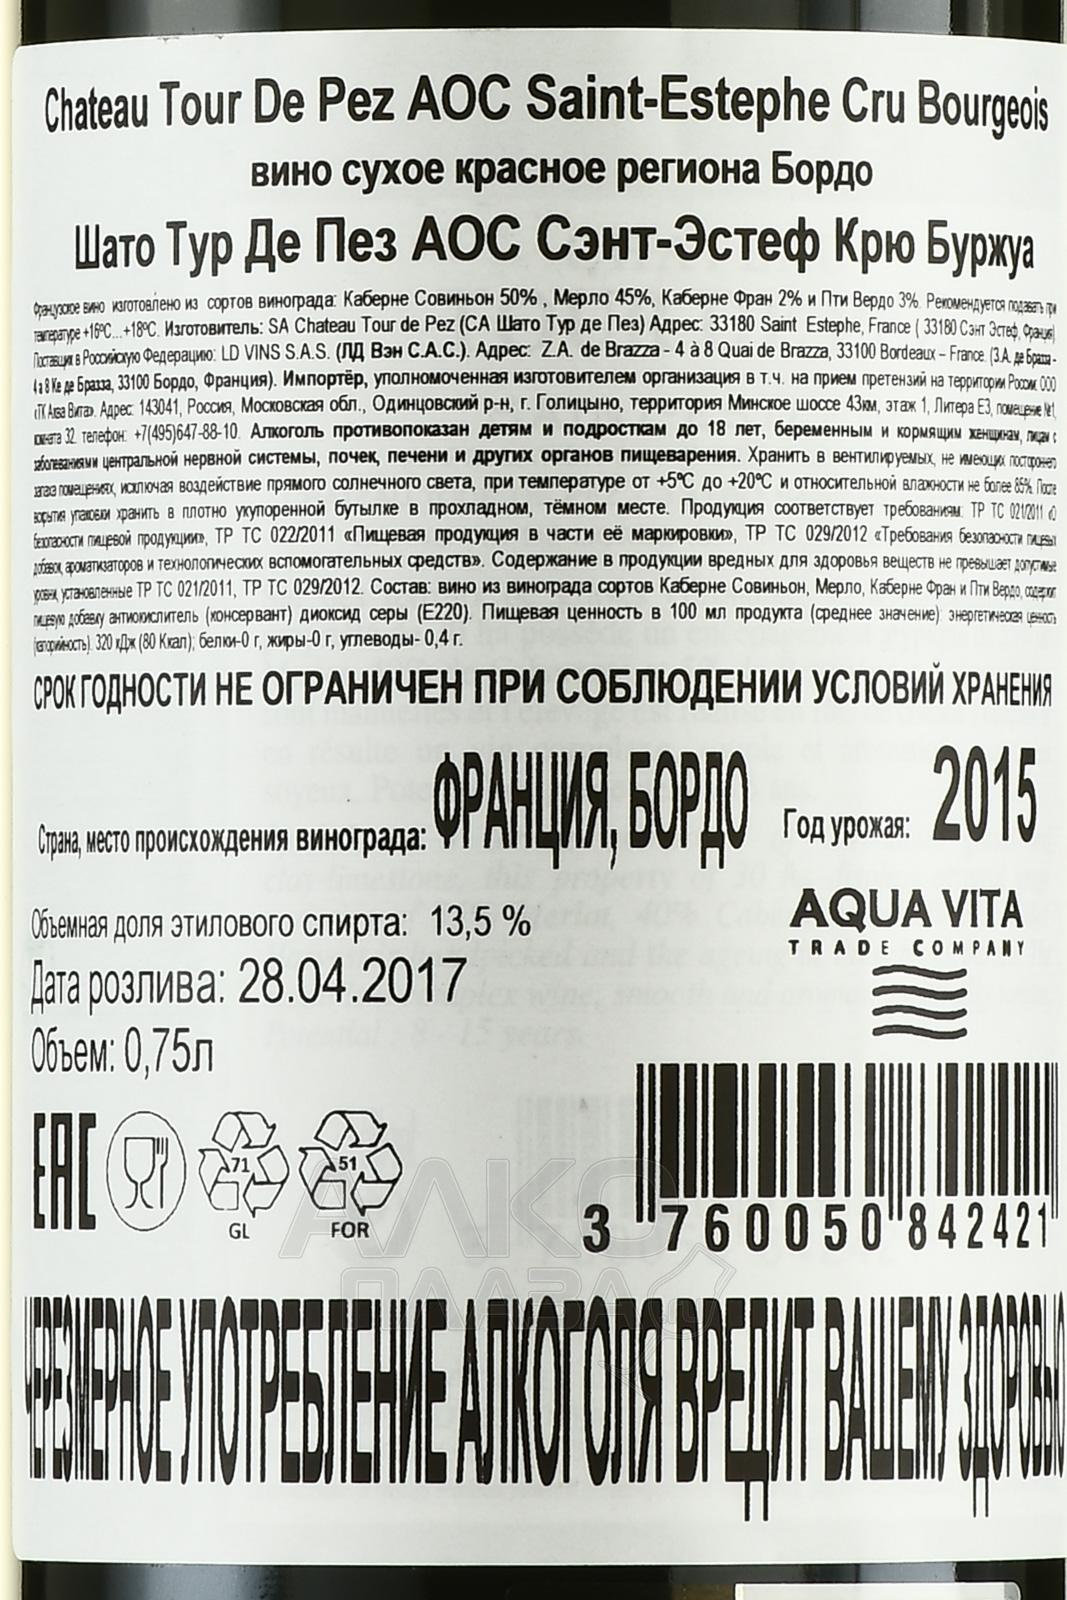 Chateau Tour De Pez AOC Saint-Estephe Cru Bourgeois
вино сухое красное региона Бордо
Шато Тур Де Пез АОС Сэнт-Эстеф Крю Буржуа
Французское вино изготовлено из сортов винограда: Каберне Совиньон 50% , Мерло 45%, Каберне Фран 2% и Пти Вердо 3%. Рекомендуется подавать при
температуре +16°С...+18°С. Изготовитель: SA Chateau Tour de Pez (СА Шато Тур де Пез) Адрес: 33180 Saint Estephe, France ( 33180 Сэнт Эстеф, Франция)
Поставщик в Российскую Федерацию: LD VINS S.A.S. (ЛД Вэн С.А.С.). Адрес: Z.A. de Brazza - 4 à 8 Quai de Brazza, 33100 Bordeaux – France. (З.А. де Бразза -
4 а 8 Ке де Бразза, 33100 Бордо, Франция). Импортёр, уполномоченная изготовителем организация в т.ч. на прием претензий на территории России: ООО
«ТК Аква Вита». Адрес: 143041, Россия, Московская обл., Одинцовский р-н, г. Голицыно, территория Минское шоссе 43км, этаж 1, Литера Е3, помещение №1,
комната 32. телефон: +7(495)647-88-10. Алкоголь противопоказан детям и подросткам до 18 лет, беременным и кормящим женщинам, лицам с
заболеваниями центральной нервной системы, почек, печени и других органов пищеварения. Хранить в вентилируемых, не имеющих постороннего
запаха помещениях, исключая воздействие прямого солнечного света, при температуре от +5°С до +20°С и относительной влажности не более 85%. После
вскрытия упаковки хранить в плотно укупоренной бутылке в прохладном, тёмном месте. Продукция соответствует требованиям: ТР ТС 021/2011 «О
безопасности пищевой продукции», ТР ТС 022/2011 «Пищевая продукция в части её маркировки», ТР ТС 029/2012 «Требования безопасности пищевых
добавок, ароматизаторов и технологических вспомогательных средств». Содержание в продукции вредных для здоровья веществ не превышает допустимые
уровни, установленные ТР ТС 021/2011, ТР ТС 029/2012. Состав: вино из винограда сортов Каберне Совиньон, Мерло, Каберне Фран и Пти Вердо, содержит
пищевую добавку антиокислитель (консервант) диоксид серы (Е220). Пищевая ценность в 100 мл продукта (среднее значение): энергетическая ценность
(калорийность): 320 кДж (80 Ккал); белки-0 г, жиры-0 г, углеводы- 0,4 г.
СРОК ГОДНОСТИ НЕ ОГРАНИЧЕН ПРИ СОБЛЮДЕНИИ УСЛОВИЙ ХРАНЕНИЯ
Страна, место происхождения винограда: ФРАНЦИЯ, БОРДО Год урожая: 2015
Объемная доля этилового спирта: 13,5 %
AQUA VITA
TRADE COMPANY
Дата розлива: 28.04.2017
Объем: 0,75л
EAC
71
GL
51
FOR
3 760050 842421
АЛКО
ПЛАЗА.ru
ЧЕРЕЗМЕРНОЕ УПОТРЕБЛЕНИЕ АЛКОГОЛЯ ВРЕДИТ ВАШЕМУ ЗДОРОВЬЮ